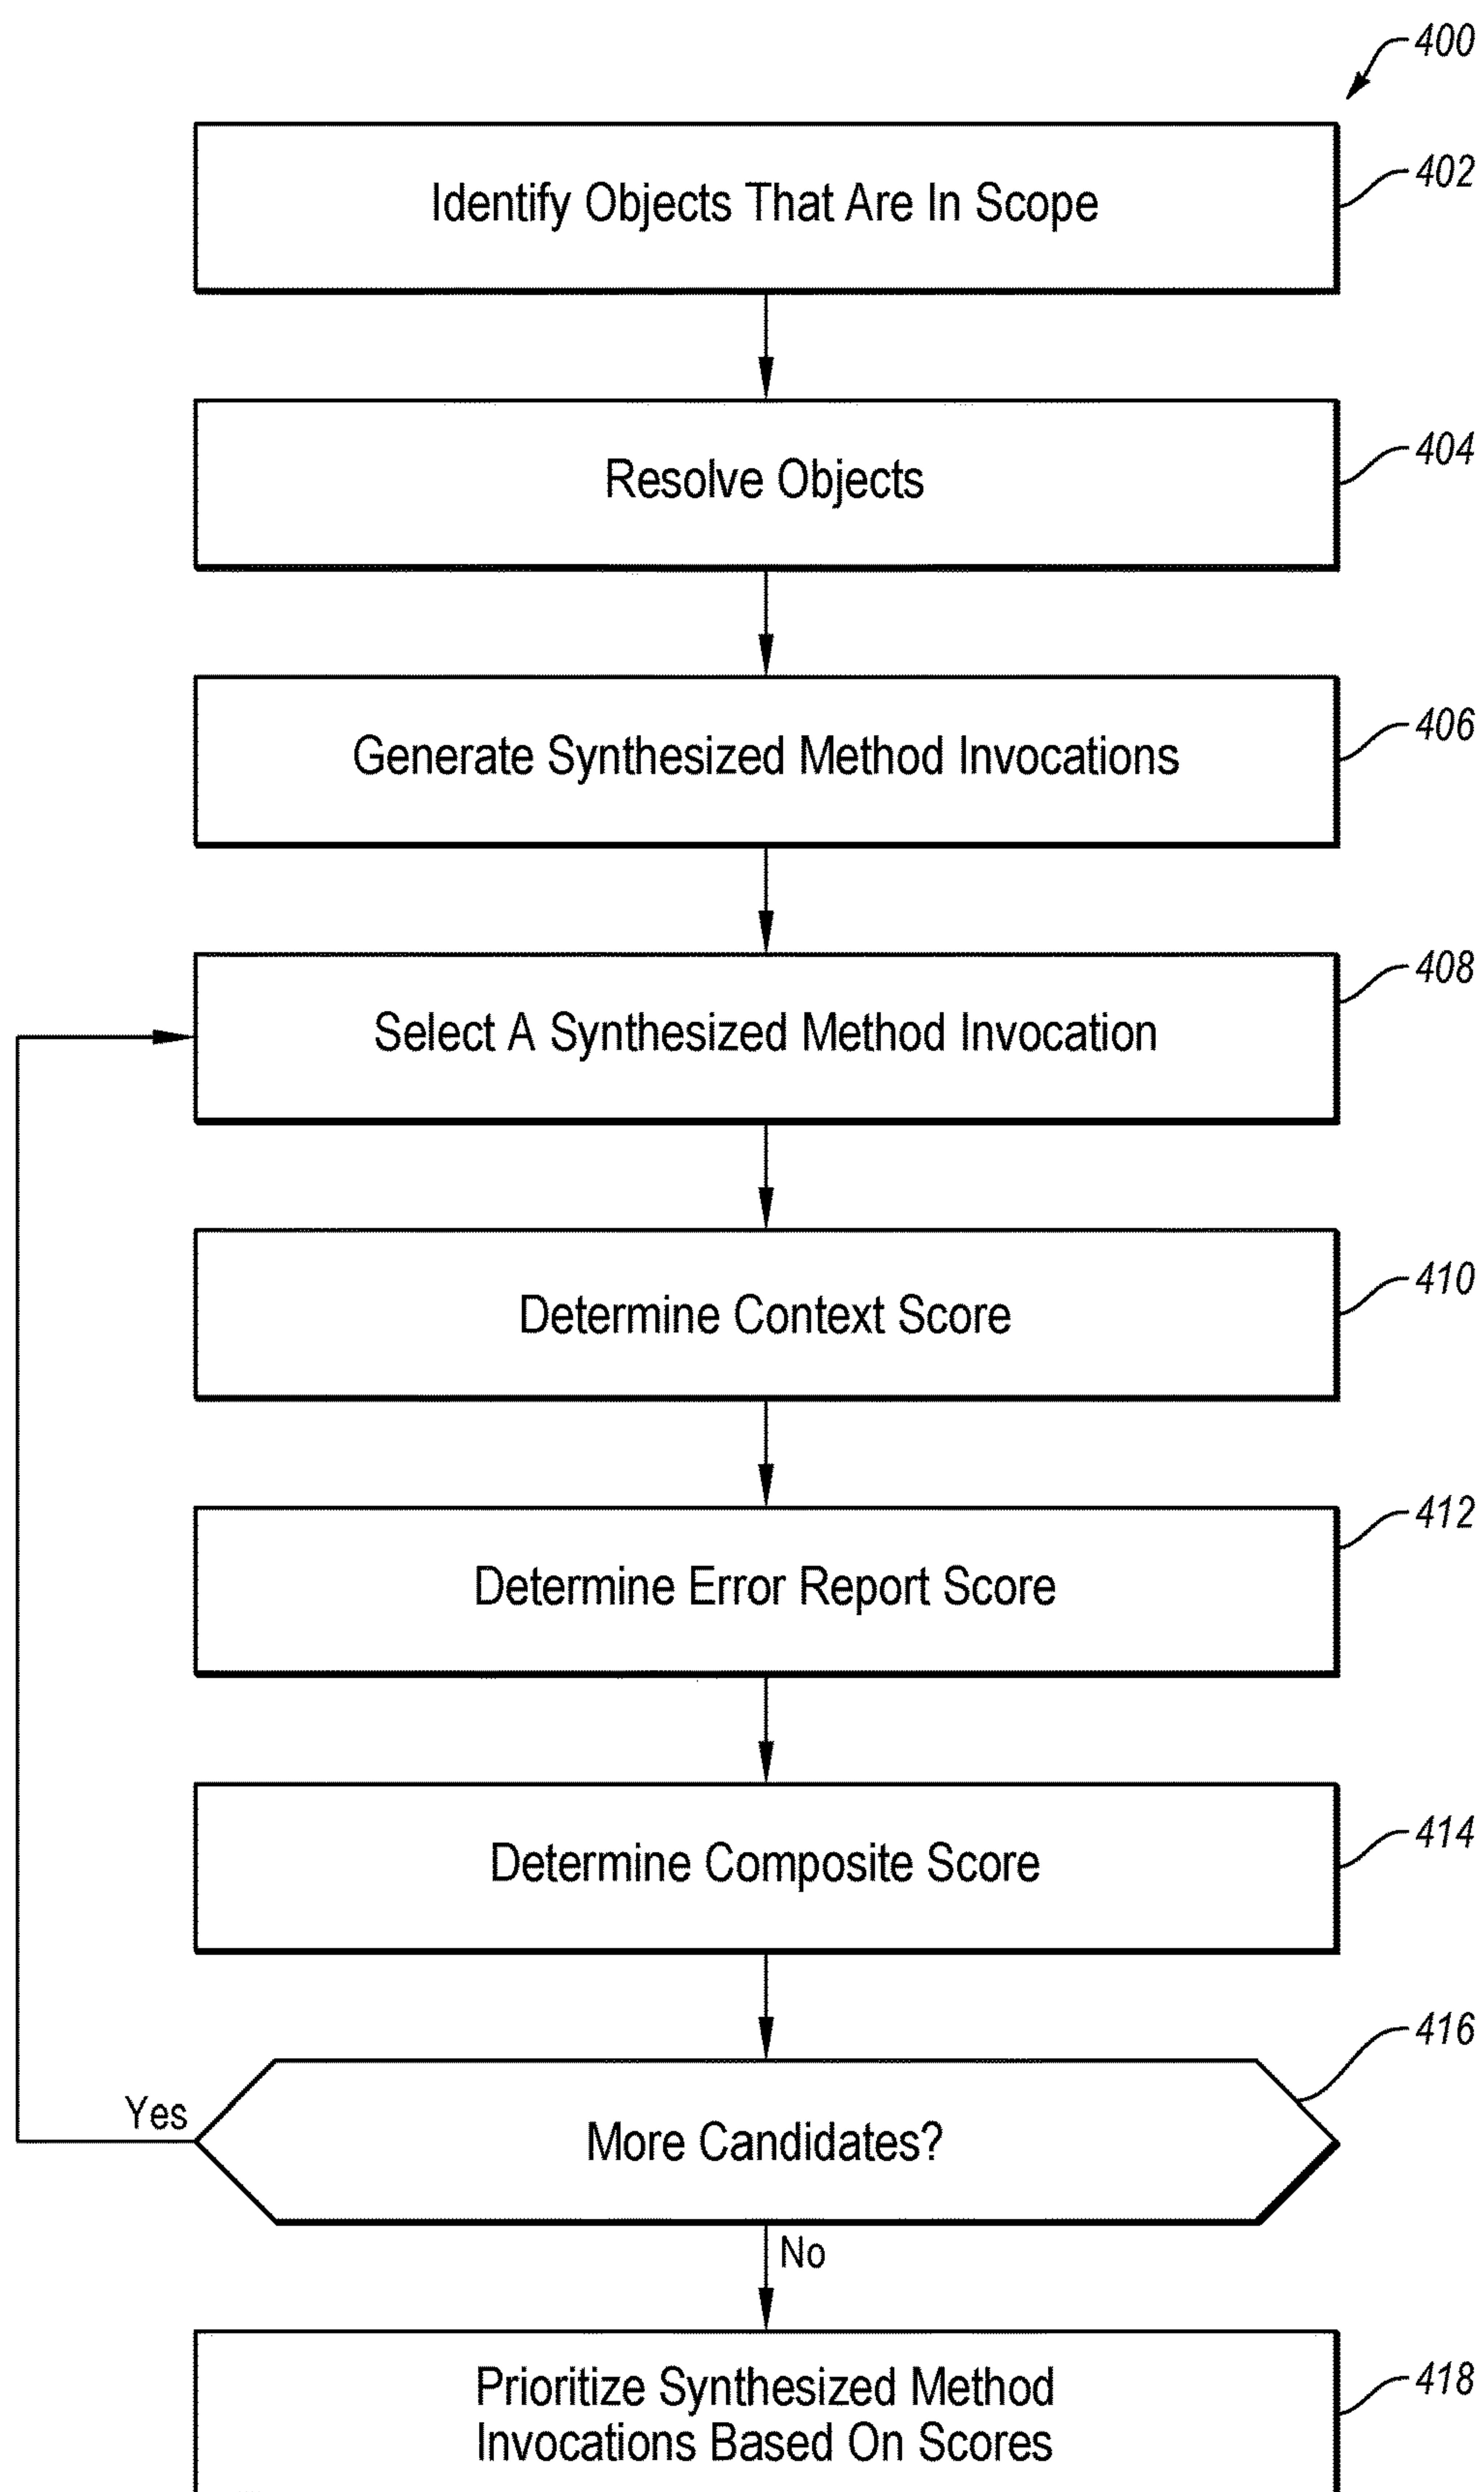 400
Identify Objects That Are In Scope
402
Resolve Objects
404
Generate Synthesized Method Invocations
406
Select A Synthesized Method Invocation
408
Determine Context Score
410
Determine Error Report Score
412
Determine Composite Score
414
416
Yes
More Candidates?
No
Prioritize Synthesized Method
Invocations Based On Scores
418